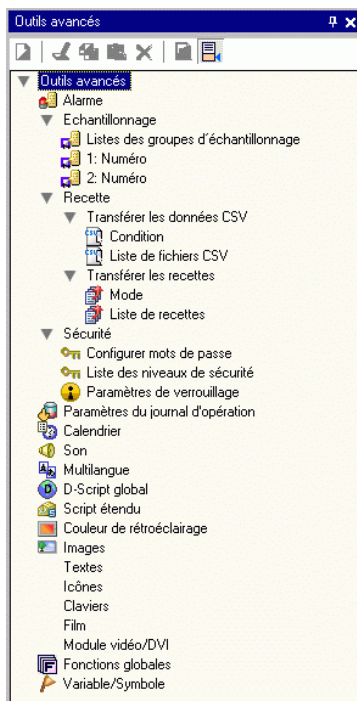 Outils avancés
Outils avancés
Alarme
Echantillonnage
Listes des groupes d'échantillonnage
1: Numéro
2: Numéro
Recette
Transférer les données CSV
Condition
Liste de fichiers CSV
Transférer les recettes
Mode
Liste de recettes
Sécurité
Configurer mots de passe
Liste des niveaux de sécurité
Paramètres de verrouillage
Paramètres du journal d'opération
Calendrier
Son
Multilangue
D-Script global
Script étendu
Couleur de rétroéclairage
Images
Textes
Icônes
Claviers
Film
Module vidéo/DVI
Fonctions globales
Variable/Symbole